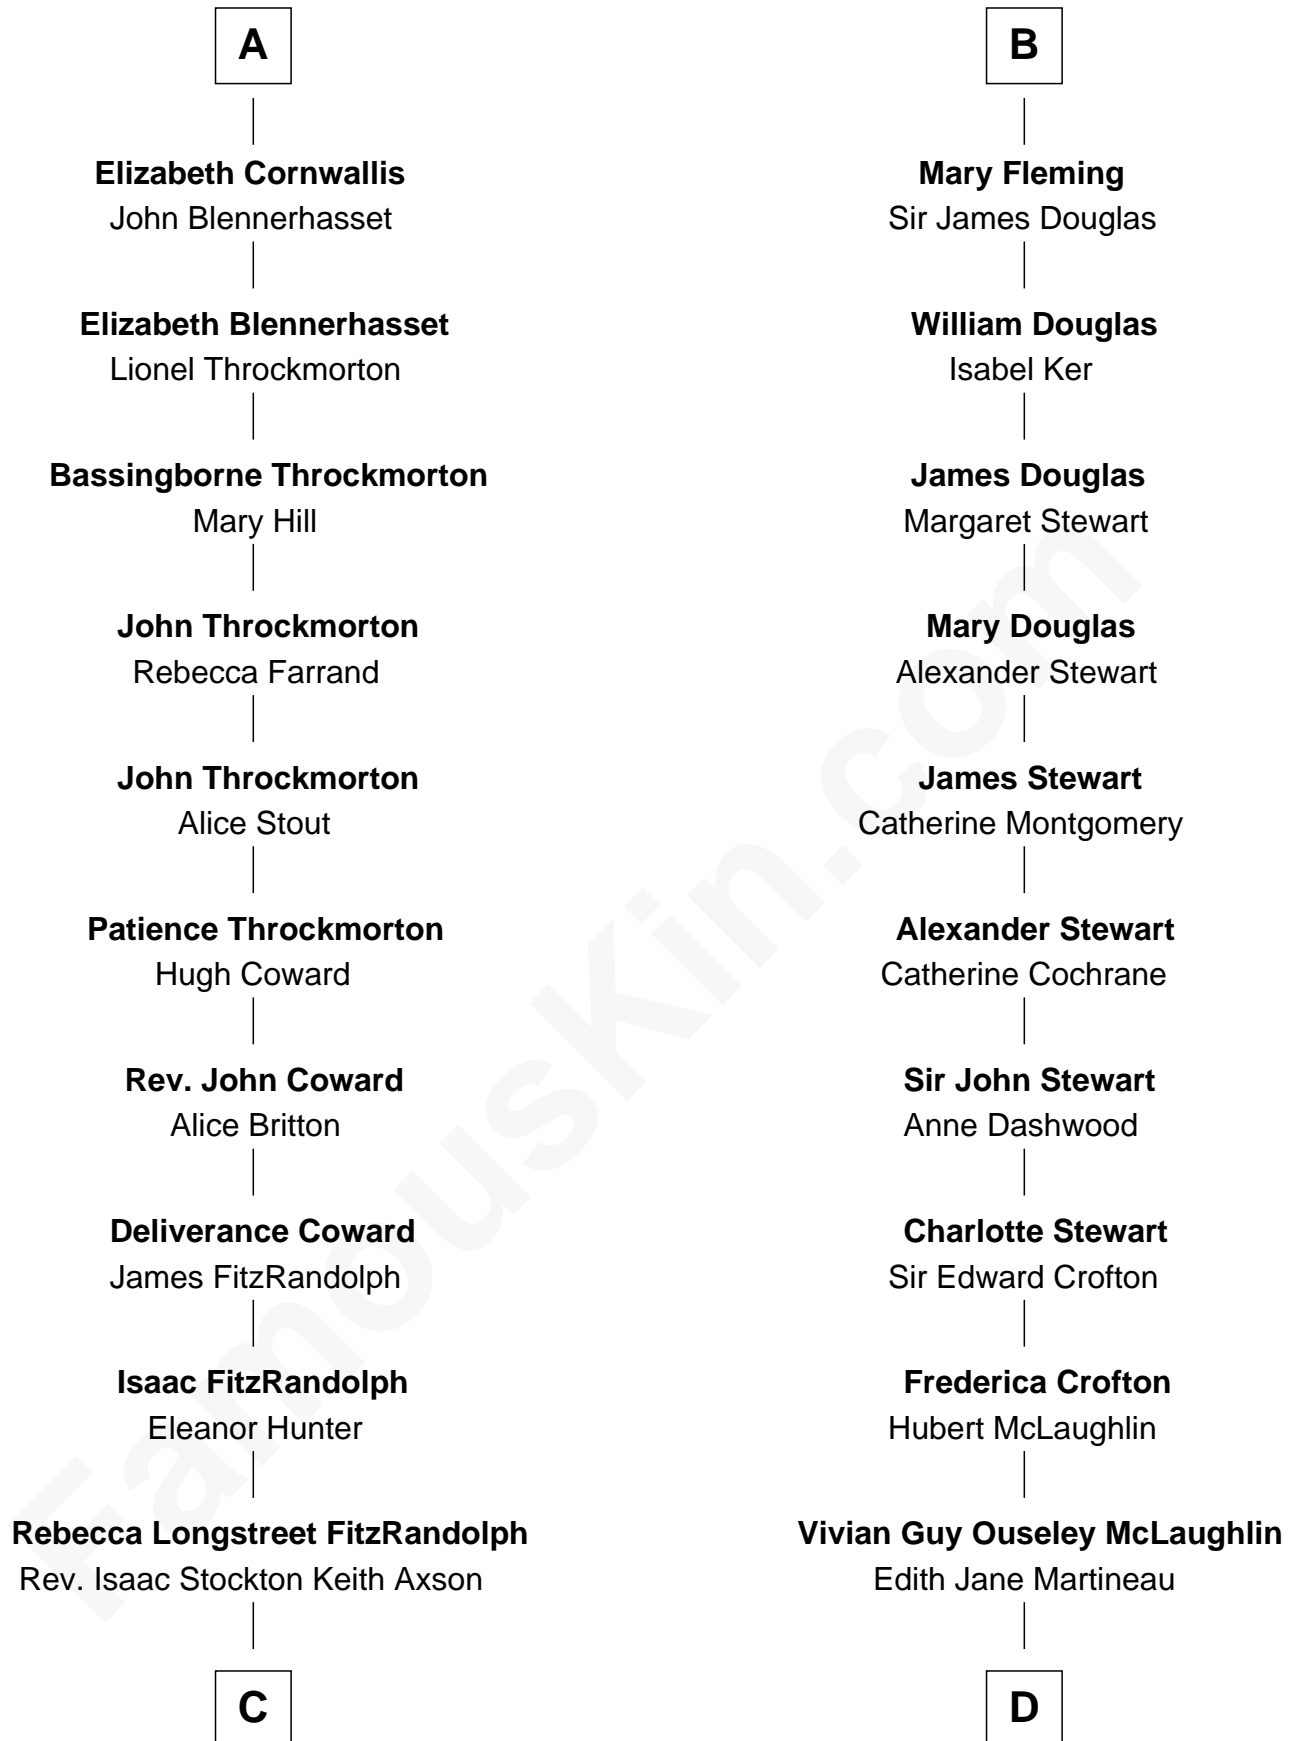 A
Elizabeth Cornwallis
John Blennerhasset
Elizabeth Blennerhasset
Lionel Throckmorton
Bassingborne Throckmorton
Mary Hill
John Throckmorton
Rebecca Farrand
John Throckmorton
Alice Stout
Patience Throckmorton
Hugh Coward
Rev. John Coward
Alice Britton
Deliverance Coward
James FitzRandolph
Isaac FitzRandolph
Eleanor Hunter
Rebecca Longstreet FitzRandolph
Rev. Isaac Stockton Keith Axson
C
B
Mary Fleming
Sir James Douglas
William Douglas
Isabel Ker
James Douglas
Margaret Stewart
Mary Douglas
Alexander Stewart
James Stewart
Catherine Montgomery
Alexander Stewart
Catherine Cochrane
Sir John Stewart
Anne Dashwood
Charlotte Stewart
Sir Edward Crofton
Frederica Crofton
Hubert McLaughlin
Vivian Guy Ouseley McLaughlin
Edith Jane Martineau
D
FamousKin.com